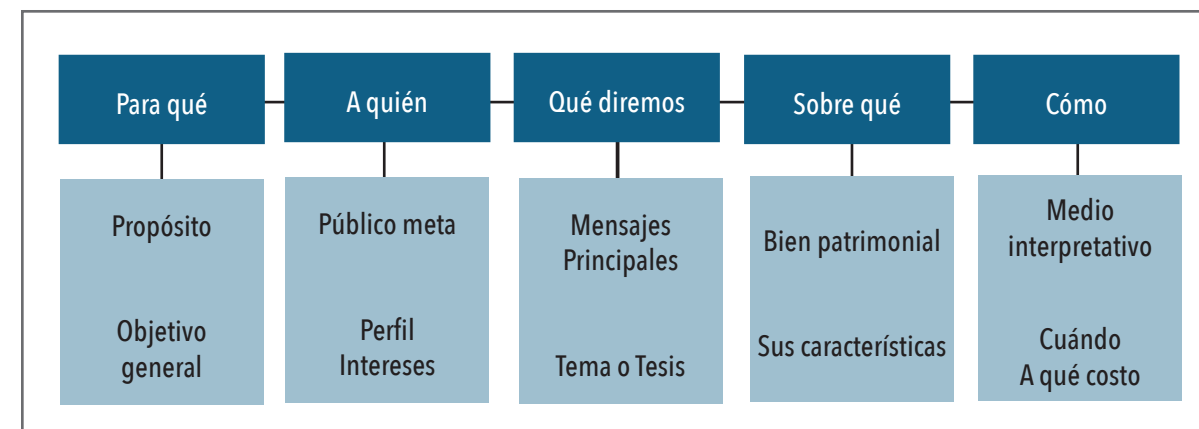 Para qué
A quién
Qué diremos
Sobre qué
Cómo
Propósito
Objetivo
general
Público meta
Perfil
Intereses
Mensajes
Principales
Tema o Tesis
Bien patrimonial
Sus características
Medio
interpretativo
Cuándo
A qué costo